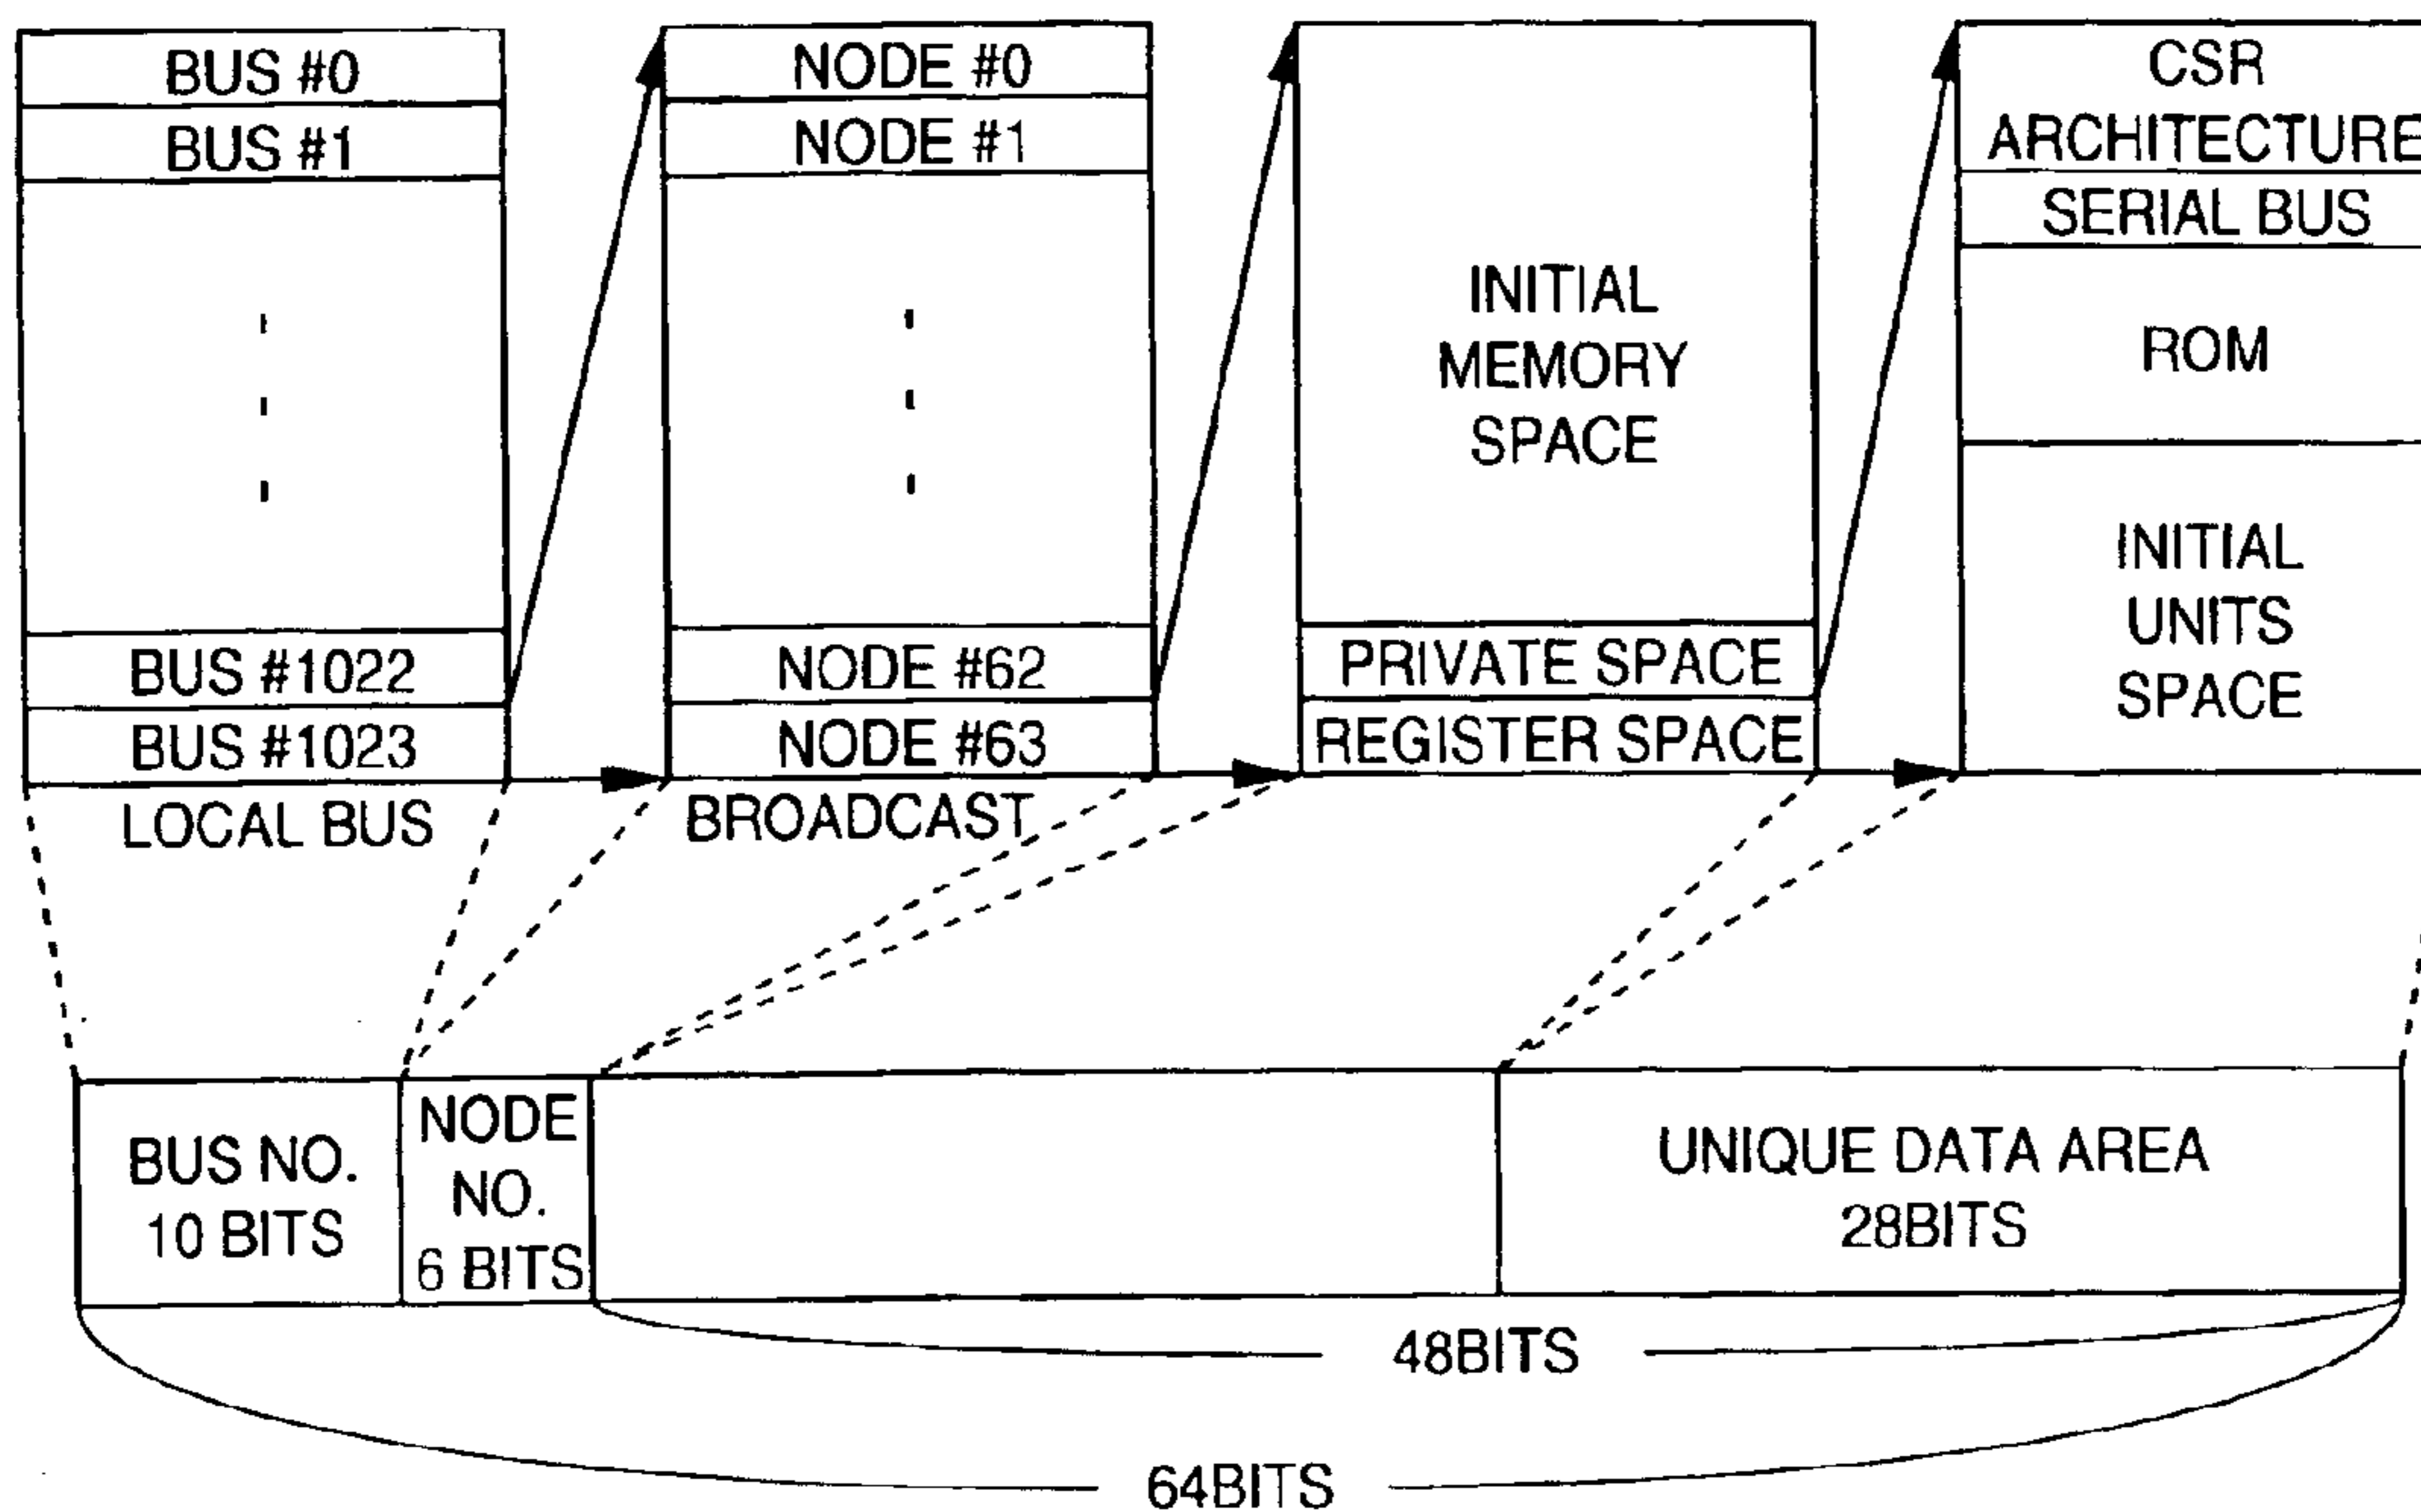 BUS #0
BUS #1
BUS #1022
BUS #1023
LOCAL BUS
NODE #0
NODE #1
NODE #62
NODE #63
BROADCAST
INITIAL
MEMORY
SPACE
PRIVATE SPACE
REGISTER SPACE
CSR
ARCHITECTURE
SERIAL BUS
ROM
INITIAL
UNITS
SPACE
BUS NO.
10 BITS
NODE
NO.
6 BITS
UNIQUE DATA AREA
28BITS
48BITS
64BITS